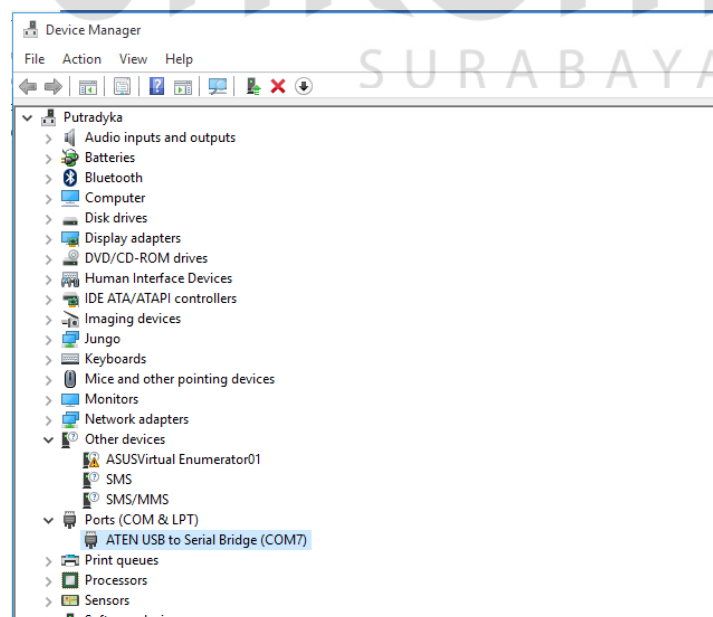 Device Manager
File Action View Help
SURABAYA
Putradyka
Audio inputs and outputs
Batteries
Bluetooth
Computer
Disk drives
Display adapters
DVD/CD-ROM drives
Human Interface Devices
IDE ATA/ATAPI controllers
Imaging devices
Jungo
Keyboards
Mice and other pointing devices
Monitors
Network adapters
Other devices
ASUSVirtual Enumerator01
SMS
SMS/MMS
Ports (COM & LPT)
ATEN USB to Serial Bridge (COM7)
Print queues
Processors
Sensors